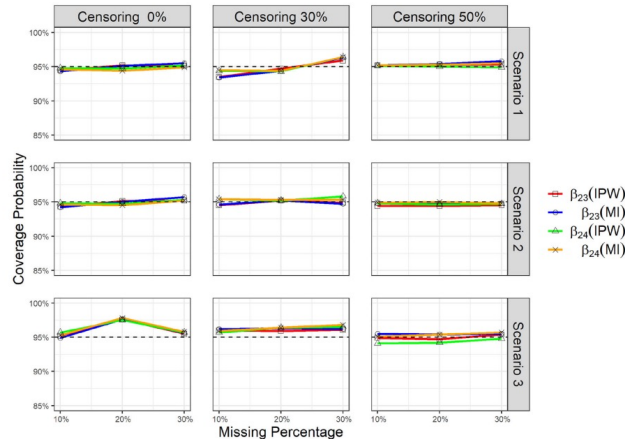 Censoring 0%
Censoring 30%
Censoring 50%
100%
95%
90%
85%
Scenario 1
100%
95%
90%
85%
Scenario 2
100%
95%
90%
85%
Scenario 3
Coverage Probability
10% 20% 30%
10% 20% 30%
10% 20% 30%
Missing Percentage
β23(IPW)
β23(MI)
β24(IPW)
β24(MI)